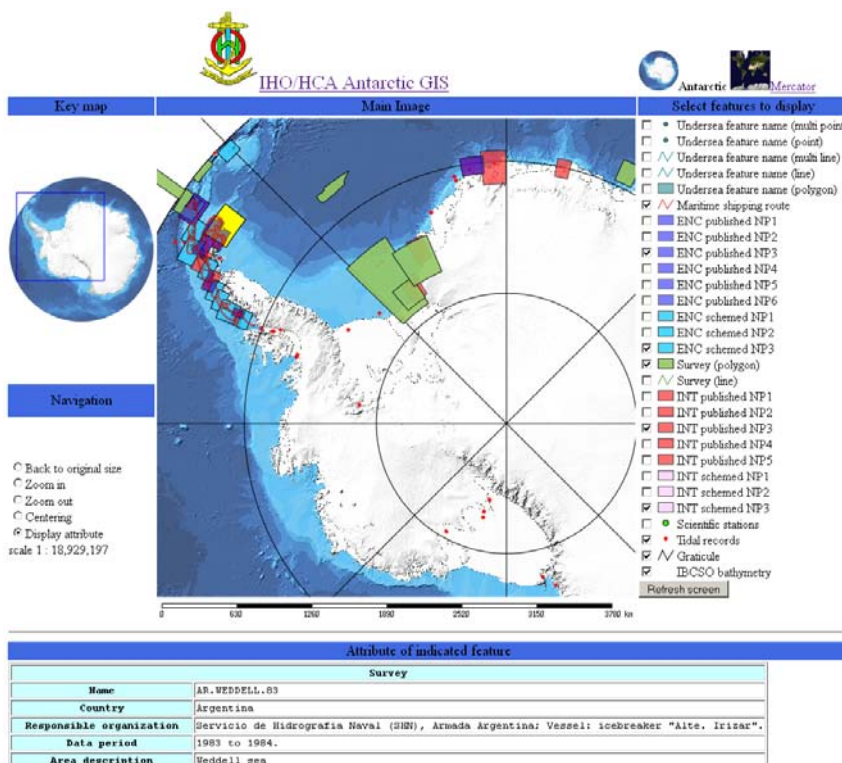 IHO/HCA Antarctic GIS
Antarctic Mercator
Key map
Main Image
Select features to display
Undersea feature name (multi point
Undersea feature name (point)
Undersea feature name (multi line)
Undersea feature name (line)
Undersea feature name (polygon)
Maritime shipping route
ENC published NP1
ENC published NP2
ENC published NP3
ENC published NP4
ENC published NP5
ENC published NP6
ENC schemed NP1
ENC schemed NP2
ENC schemed NP3
Survey (polygon)
Survey (line)
INT published NP1
INT published NP2
INT published NP3
INT published NP4
INT published NP5
INT schemed NP1
INT schemed NP2
INT schemed NP3
Scientific stations
Tidal records
Graticule
IBCSO bathymetry
Refresh screen
Navigation
Back to original size
Zoom in
Zoom out
Centering
Display attribute
scale 1 : 18,929,197
0 630 1260 1890 2520 3150 3780 km
Attribute of indicated feature
Survey
Name AR.WEDDELL.83
Country Argentina
Responsible organization Servicio de Hidrografia Naval (SHN), Armada Argentina; Vessel: icebreaker "Alte. Irizar".
Data period 1983 to 1984.
Area description Weddell sea